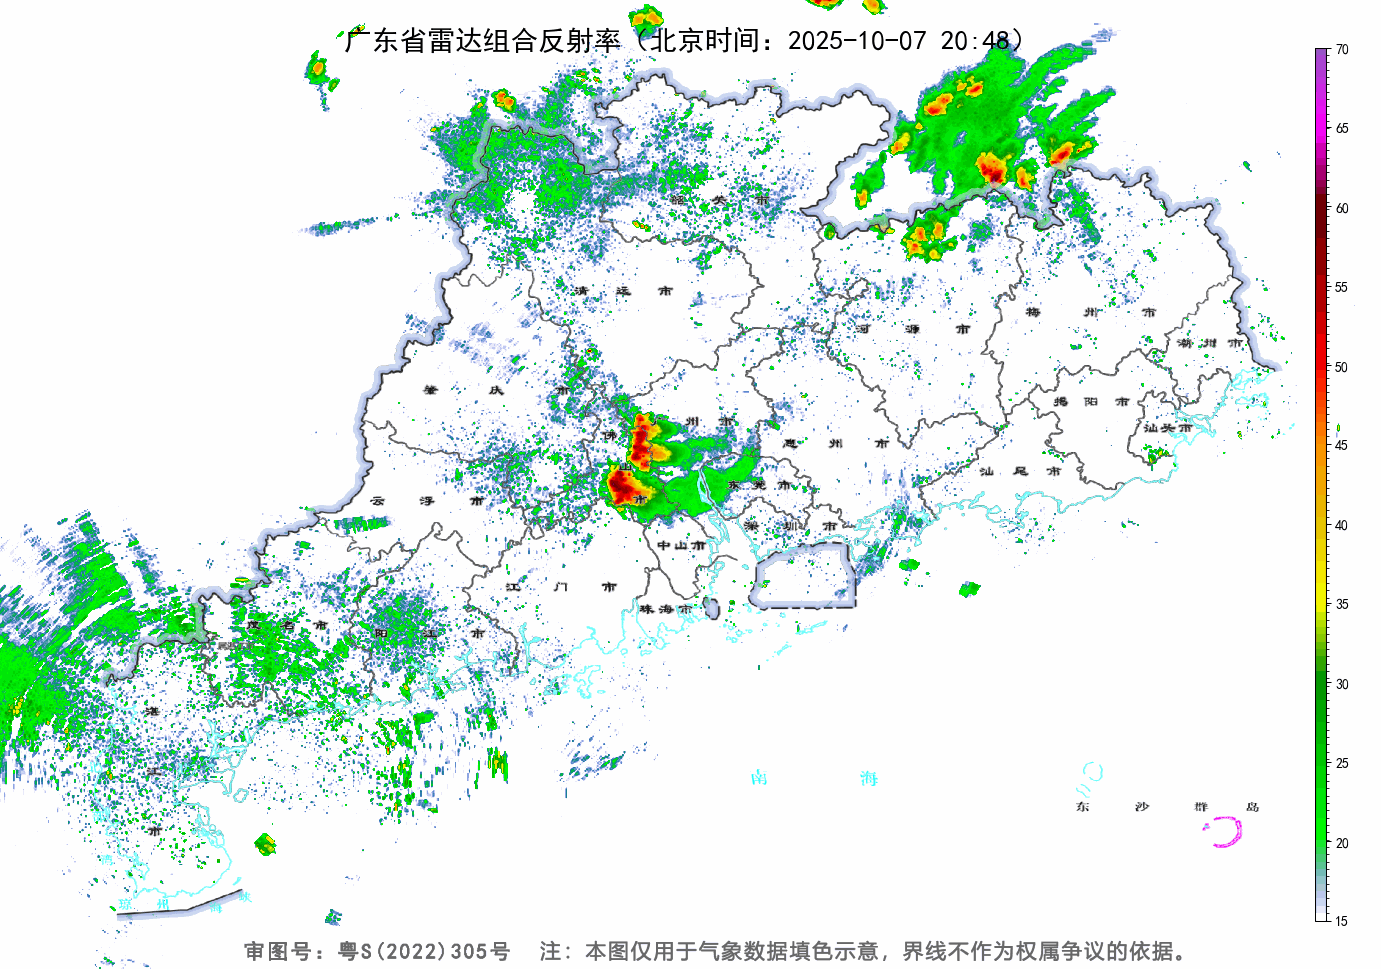 广东省雷达组合反射率（北京时间：2025-10-07 20:48）
70
65
60
55
50
45
40
35
30
25
20
15
韶关市
清远市
河源市
梅州市
潮州市
肇庆市
揭阳市
汕头市
佛山市
州市
惠州市
汕尾市
东莞市
云浮市
深圳市
中山市
江门市
珠海市
茂名市
阳江市
湛江市
南海
东沙群岛
琼州海峡
审图号：粤S(2022)305号 注：本图仅用于气象数据填色示意，界线不作为权属争议的依据。